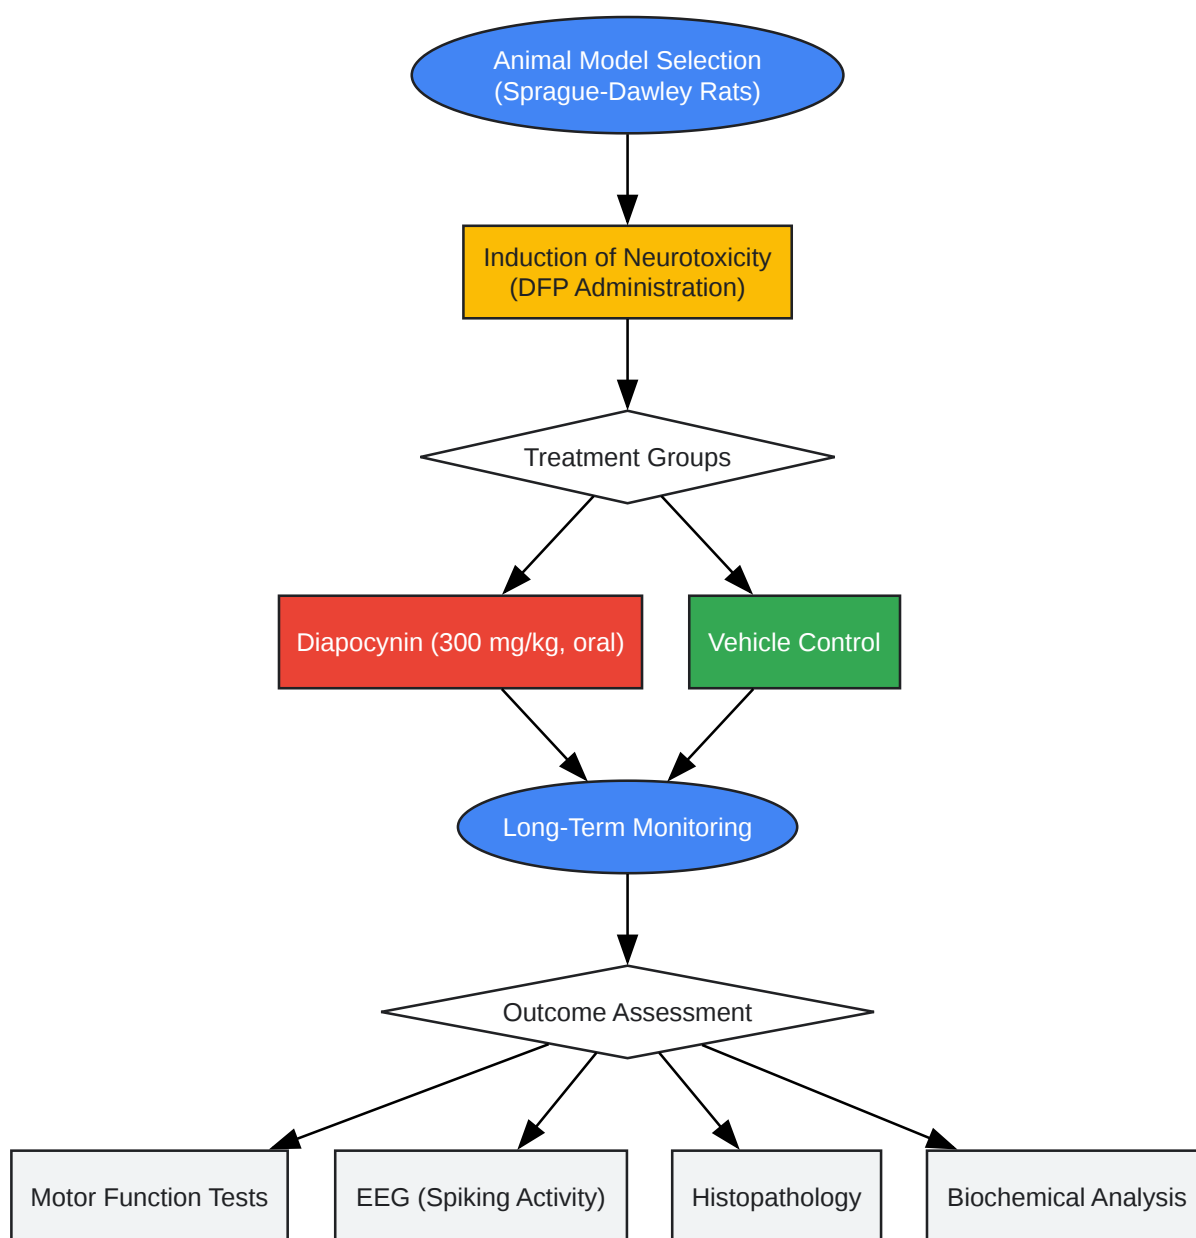 Animal Model Selection
(Sprague-Dawley Rats)
Induction of Neurotoxicity
(DFP Administration)
Treatment Groups
Diapocynin (300 mg/kg, oral)
Vehicle Control
Long-Term Monitoring
Outcome Assessment
Motor Function Tests
EEG (Spiking Activity)
Histopathology
Biochemical Analysis